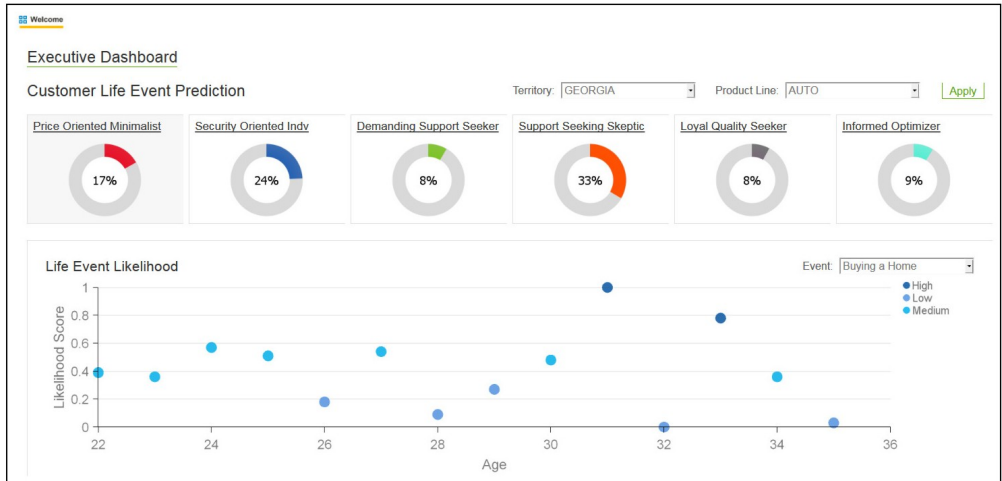 Welcome
Executive Dashboard
Customer Life Event Prediction
Territory: GEORGIA Product Line: AUTO Apply
Price Oriented Minimalist Security Oriented Indv Demanding Support Seeker Support Seeking Skeptic Loyal Quality Seeker Informed Optimizer
17% 24% 8% 33% 8% 9%
Life Event Likelihood Event: Buying a Home
High
Low
Medium
Likelihood Score
1
0.8
0.6
0.4
0.2
0
22 24 26 28 30 32 34 36
Age